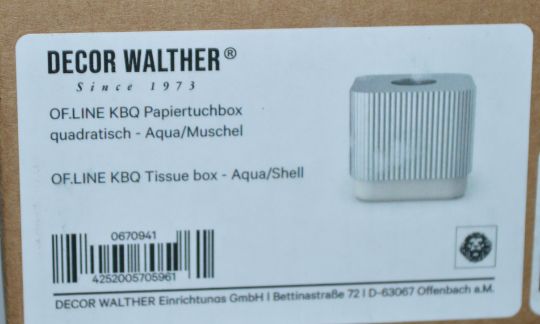 DECOR WALTHER®
Since 1973
OF.LINE KBQ Papiertuchbox
quadratisch - Aqua/Muschel
OF.LINE KBQ Tissue box - Aqua/Shell
0670941
4252005705961
DECOR WALTHER Einrichtungs GmbH I Bettinastraße 72 I D-63067 Offenbach a.M.